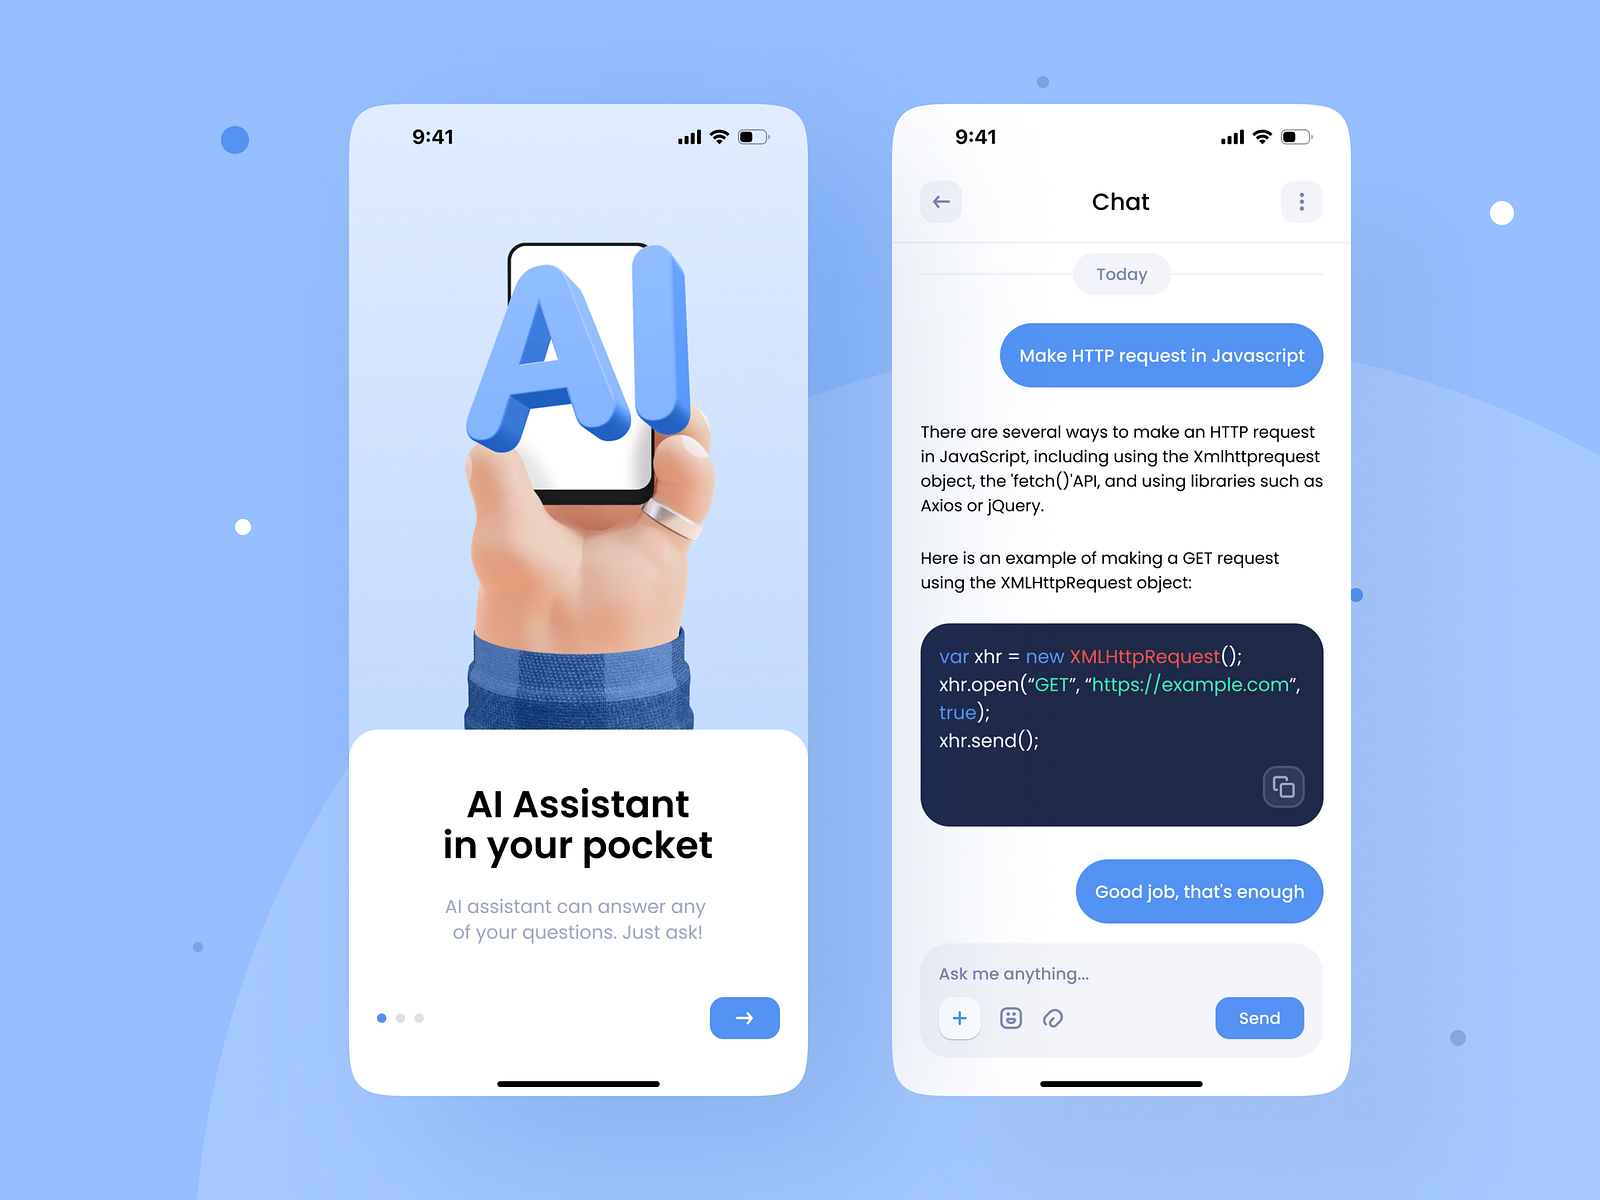 9:41
AI
AI Assistant
in your pocket
AI assistant can answer any
of your questions. Just ask!
9:41
Chat
Today
Make HTTP request in Javascript
There are several ways to make an HTTP request
in JavaScript, including using the Xmlhttprequest
object, the 'fetch()'API, and using libraries such as
Axios or jQuery.
Here is an example of making a GET request
using the XMLHttpRequest object:
var xhr = new XMLHttpRequest();
xhr.open(“GET”, “https://example.com”,
true);
xhr.send();
Good job, that's enough
Ask me anything...
Send